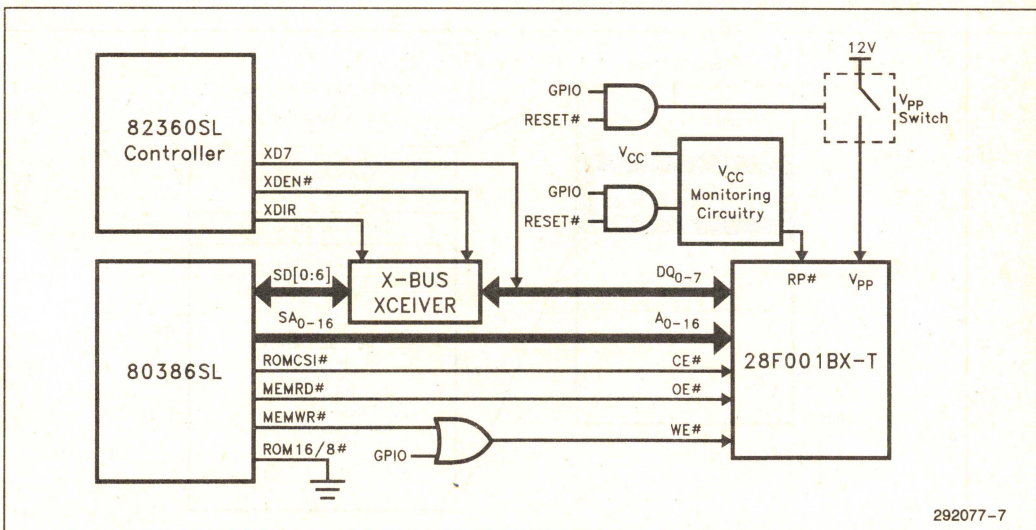 82360SL
Controller
XD7
XDEN#
XDIR
GPIO
RESET#
12V
VPP
Switch
VCC
GPIO
RESET#
VCC
Monitoring
Circuitry
80386SL
SD[0:6]
X-BUS
XCEIVER
DQ0-7
RP#
VPP
SA0-16
A0-16
28F001BX-T
ROMCSI#
CE#
MEMRD#
OE#
MEMWR#
GPIO
WE#
ROM16/8#
292077-7